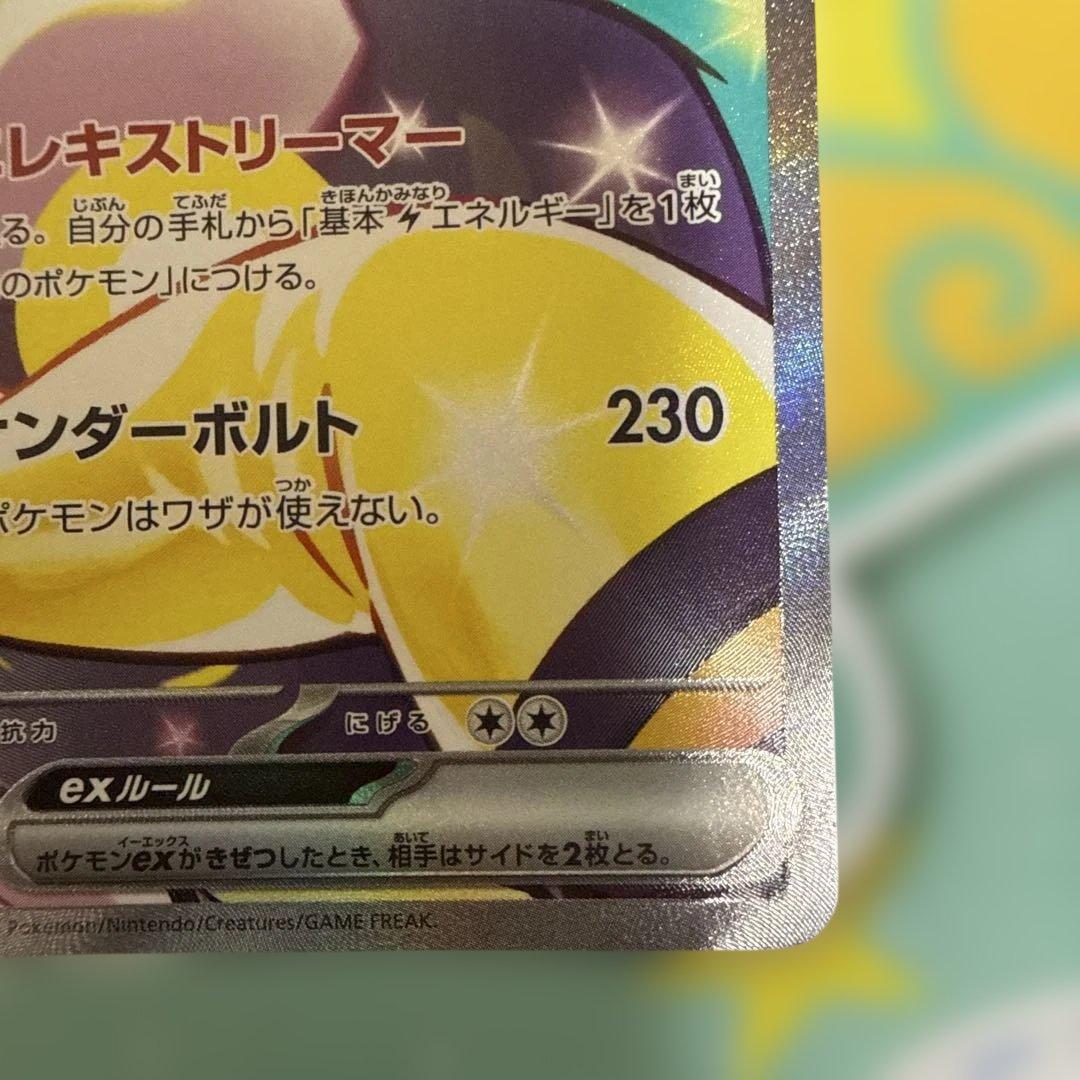 エレキストリーマー
る。自分の手札から「基本エネルギー」を1枚
のポケモン」につける。
サンダーボルト 230
ポケモンはワザが使えない。
抗力 にげる
exルール
ポケモンexがきぜつしたとき、相手はサイドを2枚とる。
Pokémon/Nintendo/Creatures/GAME FREAK.